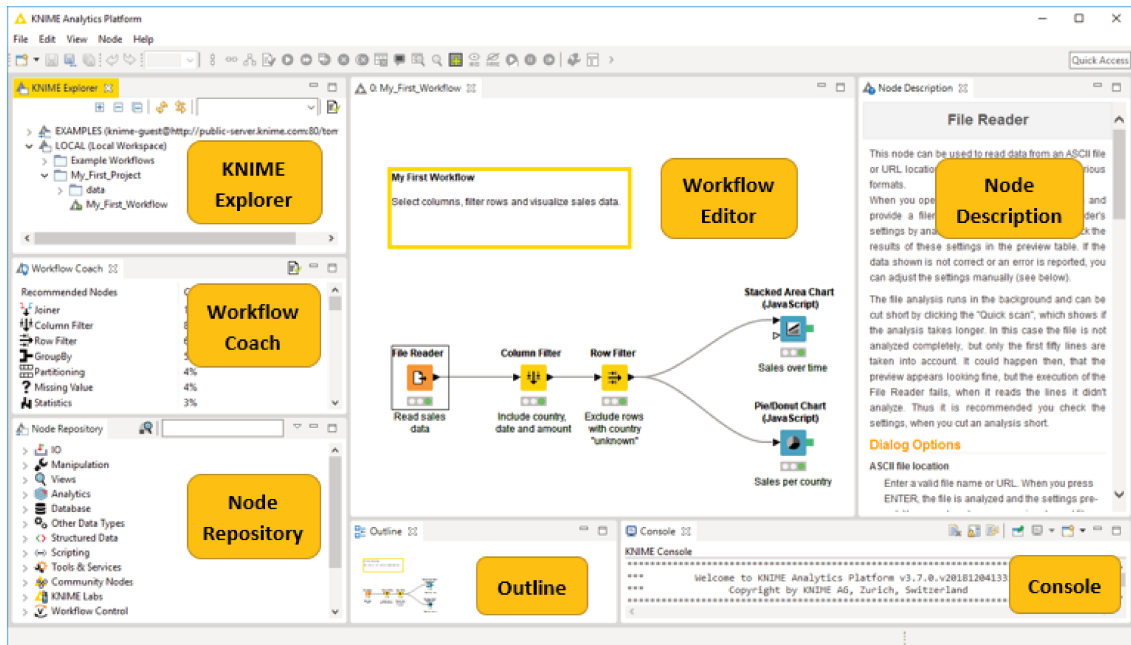 KNIME Analytics Platform
File Edit View Node Help
Quick Access
KNIME Explorer
EXAMPLES (knime-guest@http://public-server.knime.com:80/tom
LOCAL (Local Workspace)
Example Workflows
My_First_Project
data
My_First_Workflow
KNIME
Explorer
Workflow Coach
Recommended Nodes
Joiner
Column Filter
Row Filter
GroupBy
Partitioning 4%
Missing Value 4%
Statistics 3%
Workflow
Coach
Node Repository
IO
Manipulation
Views
Analytics
Database
Other Data Types
Structured Data
Scripting
Tools & Services
Community Nodes
KNIME Labs
Workflow Control
Node
Repository
0: My_First_Workflow
My First Workflow
Select columns, filter rows and visualize sales data.
Workflow
Editor
File Reader
Read sales
data
Column Filter
Include country,
date and amount
Row Filter
Exclude rows
with country
"unknown"
Stacked Area Chart
(JavaScript)
Sales over time
Pie/Donut Chart
(JavaScript)
Sales per country
Outline
Outline
Console
KNIME Console
*** Welcome to KNIME Analytics Platform v3.7.0.v2018120413
*** Copyright by KNIME AG, Zurich, Switzerland
Console
Node Description
File Reader
This node can be used to read data from an ASCII file
or URL
formats.
When you and
provide a
settings by the
results of these settings in the preview table. If the
data shown is not correct or an error is reported, you
can adjust the settings manually (see below).
The file analysis runs in the background and can be
cut short by clicking the "Quick scan", which shows if
the analysis takes longer. In this case the file is not
analyzed completely, but only the first fifty lines are
taken into account. It could happen then, that the
preview appears looking fine, but the execution of the
File Reader fails, when it reads the lines it didn't
analyze. Thus it is recommended you check the
settings, when you cut an analysis short.
Dialog Options
ASCII file location
Enter a valid file name or URL. When you press
ENTER, the file is analyzed and the settings pre-
Node
Description